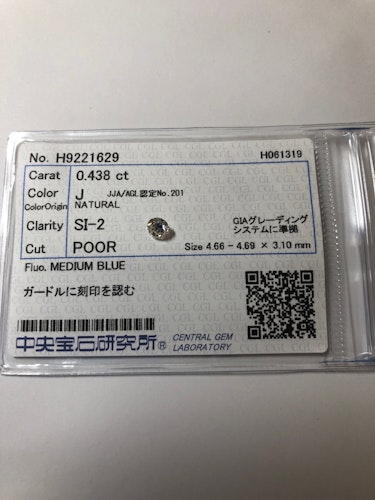 No. H9221629 H061319
Carat 0.438 ct
Color J JJA/AGL認定No.201
ColorOrigin NATURAL
Clarity SI-2 GIAグレーディング
システムに準拠
Cut POOR Size 4.66 - 4.69 × 3.10 mm
Fluo. MEDIUM BLUE
ガードルに刻印を認む
中央宝石研究所® CENTRAL GEM
LABORATORY